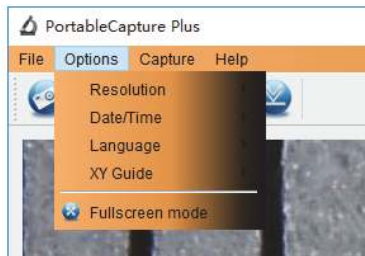 PortableCapture Plus
File Options Capture Help
Resolution
Date/Time
Language
XY Guide
Fullscreen mode